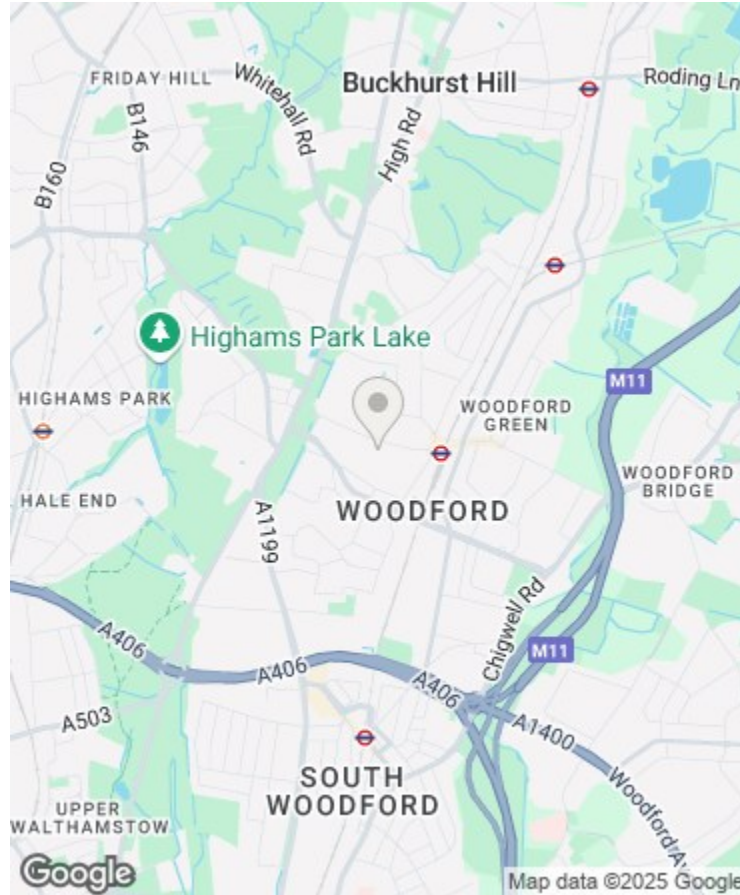 FRIDAY HILL
Whitehall Rd
Buckhurst Hill
Roding Ln
B146
High Rd
B160
Highams Park Lake
M11
HIGHAMS PARK
WOODFORD
GREEN
WOODFORD
BRIDGE
HALE END
WOODFORD
A1199
Chigwell Rd
A406
M11
A406
A406
A503
A1400
SOUTH
WOODFORD
Woodford Av
UPPER
WALTHAMSTOW
Google
Map data ©2025 Google